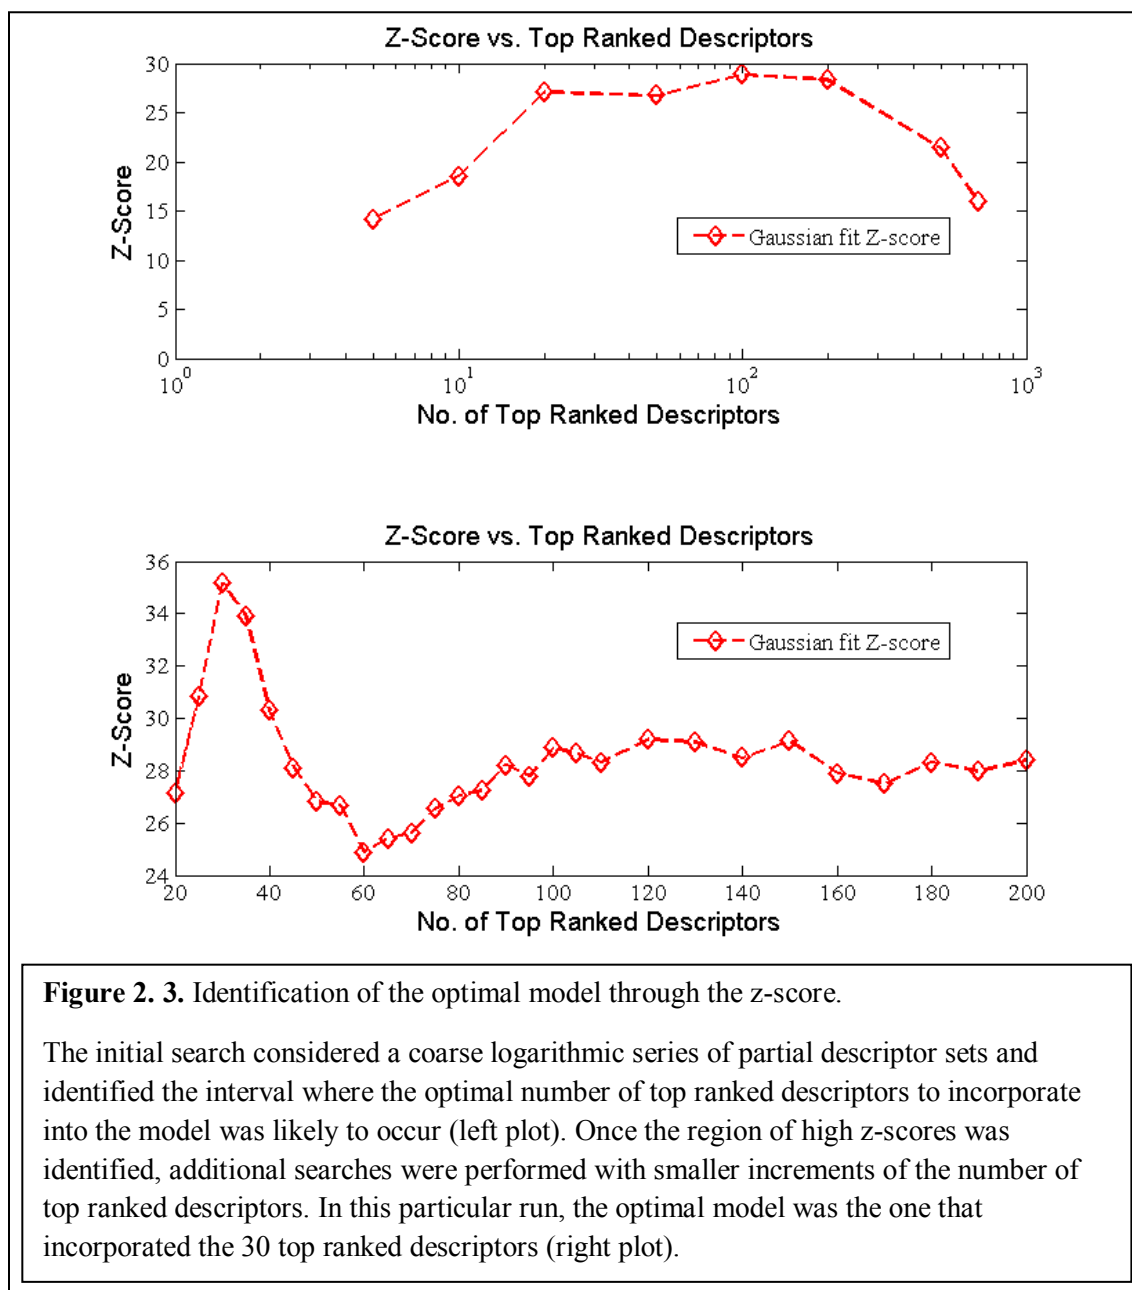 Z-Score vs. Top Ranked Descriptors
30
25
20
15
10
5
0
Z-Score
Gaussian fit Z-score
10^0 10^1 10^2 10^3
No. of Top Ranked Descriptors
Z-Score vs. Top Ranked Descriptors
36
34
32
30
28
26
24
Z-Score
Gaussian fit Z-score
20 40 60 80 100 120 140 160 180 200
No. of Top Ranked Descriptors
Figure 2. 3. Identification of the optimal model through the z-score.
The initial search considered a coarse logarithmic series of partial descriptor sets and
identified the interval where the optimal number of top ranked descriptors to incorporate
into the model was likely to occur (left plot). Once the region of high z-scores was
identified, additional searches were performed with smaller increments of the number of
top ranked descriptors. In this particular run, the optimal model was the one that
incorporated the 30 top ranked descriptors (right plot).